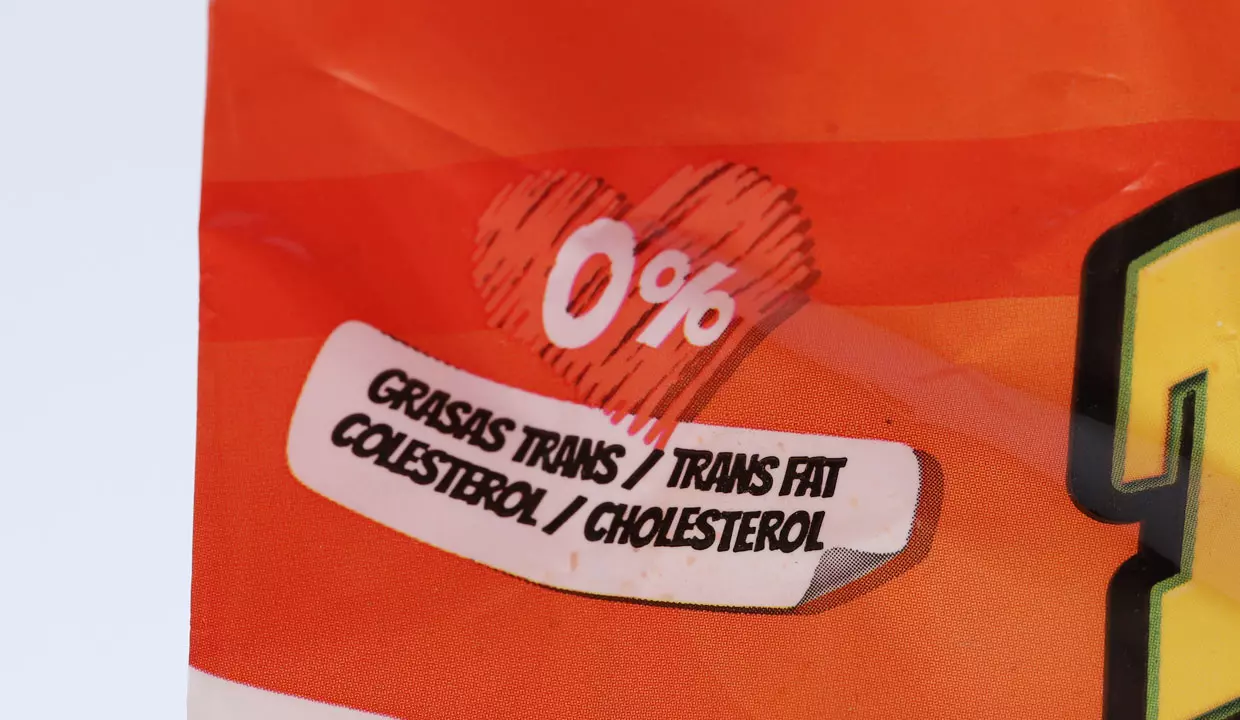 0%
GRASAS TRANS / TRANS FAT
COLESTEROL / CHOLESTEROL